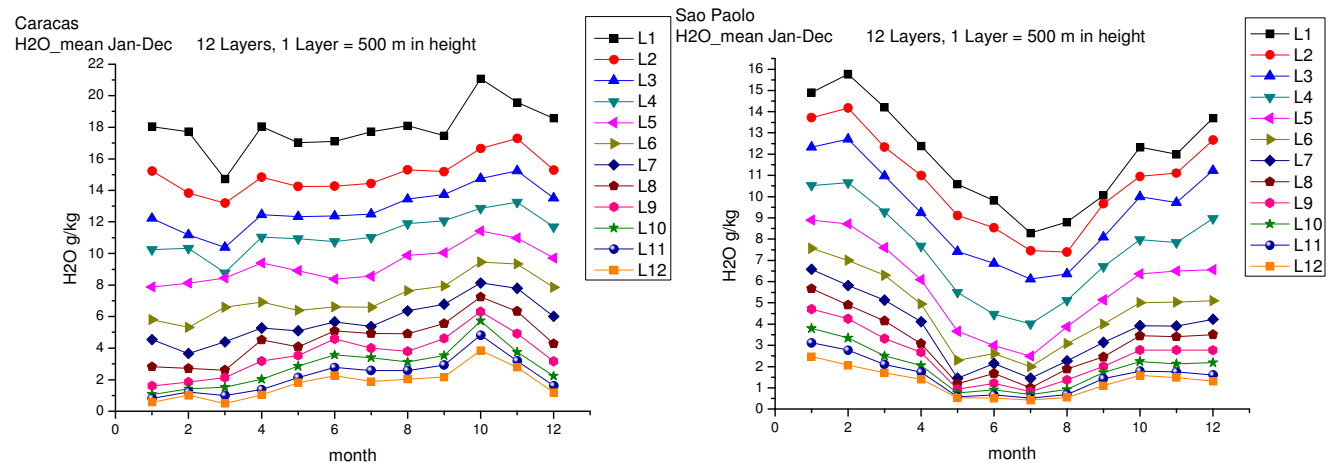 Caracas
H2O_mean Jan-Dec 12 Layers, 1 Layer = 500 m in height
22
20
18
16
14
12
10
8
6
4
2
0
H2O g/kg
0 2 4 6 8 10 12
month
L1
L2
L3
L4
L5
L6
L7
L8
L9
L10
L11
L12
Sao Paolo
H2O_mean Jan-Dec 12 Layers, 1 Layer = 500 m in height
16
15
14
13
12
11
10
9
8
7
6
5
4
3
2
1
0
H2O g/kg
0 2 4 6 8 10 12
month
L1
L2
L3
L4
L5
L6
L7
L8
L9
L10
L11
L12